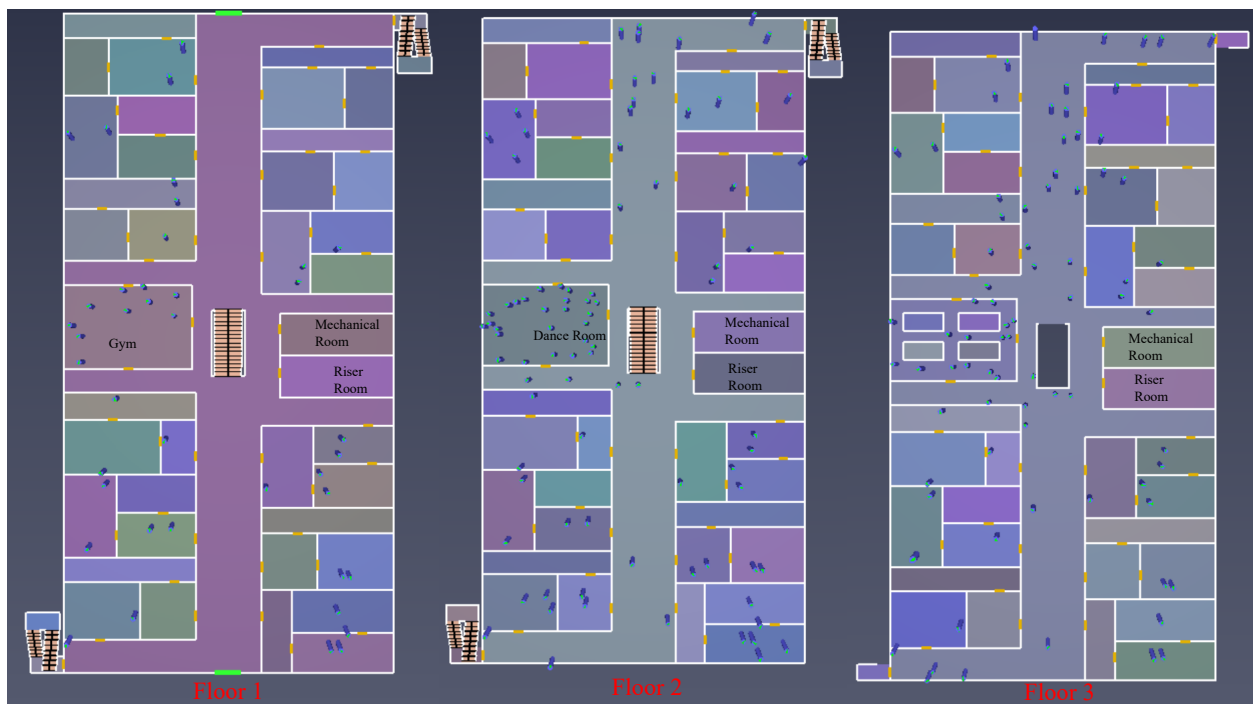 Gym
Mechanical
Room
Riser
Room
Floor 1
Dance Room
Mechanical
Room
Riser
Room
Floor 2
Mechanical
Room
Riser
Room
Floor 3